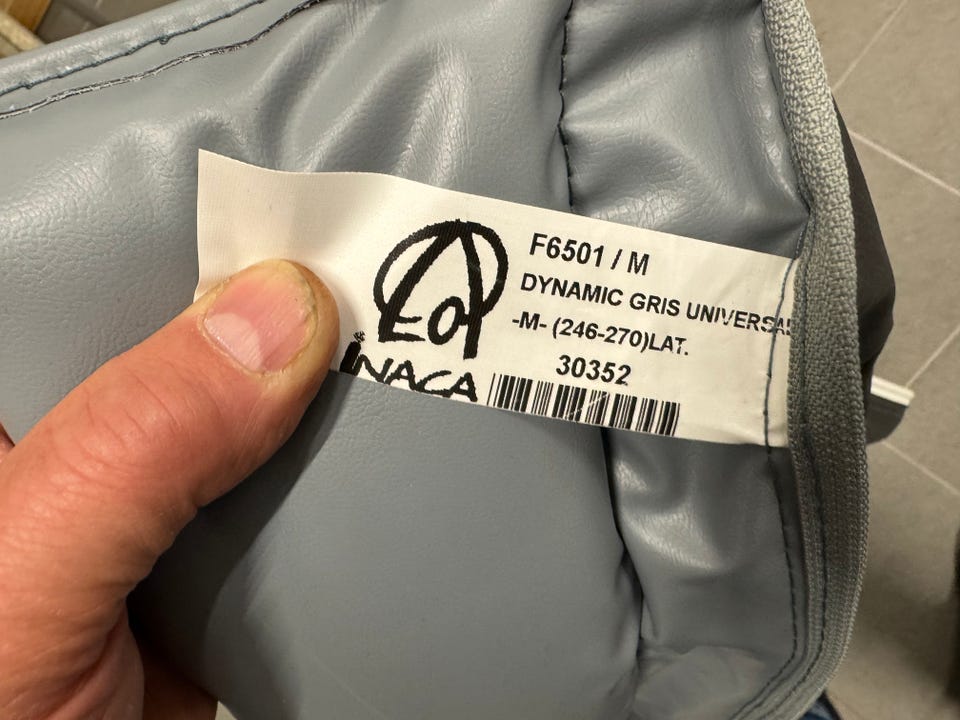 F6501 / M
DYNAMIC GRIS UNIVERSAL
-M- (246-270)LAT.
30352
INACA